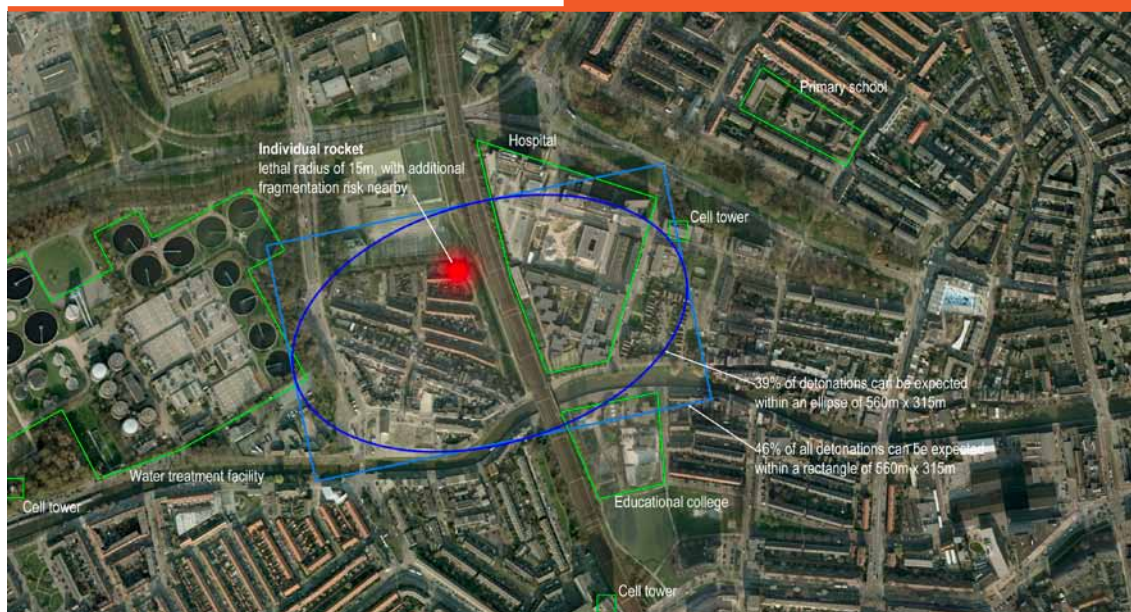 Primary school
Hospital
Individual rocket
lethal radius of 15m, with additional
fragmentation risk nearby
Cell tower
39% of detonations can be expected
within an ellipse of 560m x 315m
46% of all detonations can be expected
within a rectangle of 560m x 315m
Water treatment facility
Cell tower
Educational college
Cell tower